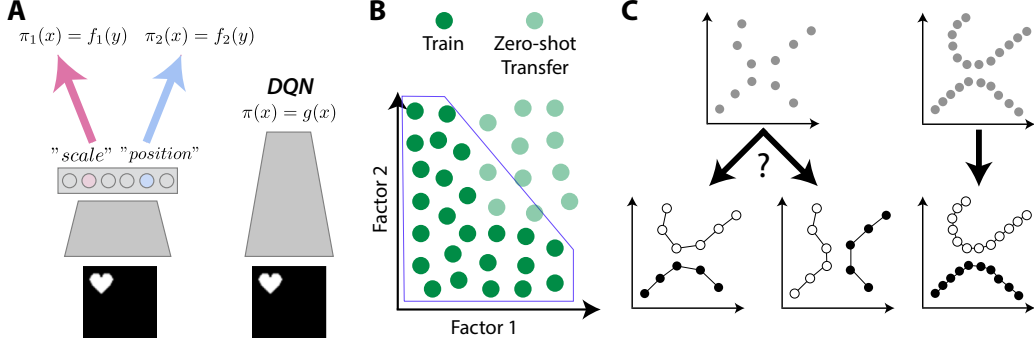 A
π₁(x) = f₁(y)   π₂(x) = f₂(y)
DQN
π(x) = g(x)
"scale" "position"
B
Train
Zero-shot
Transfer
Factor 2
Factor 1
C
?